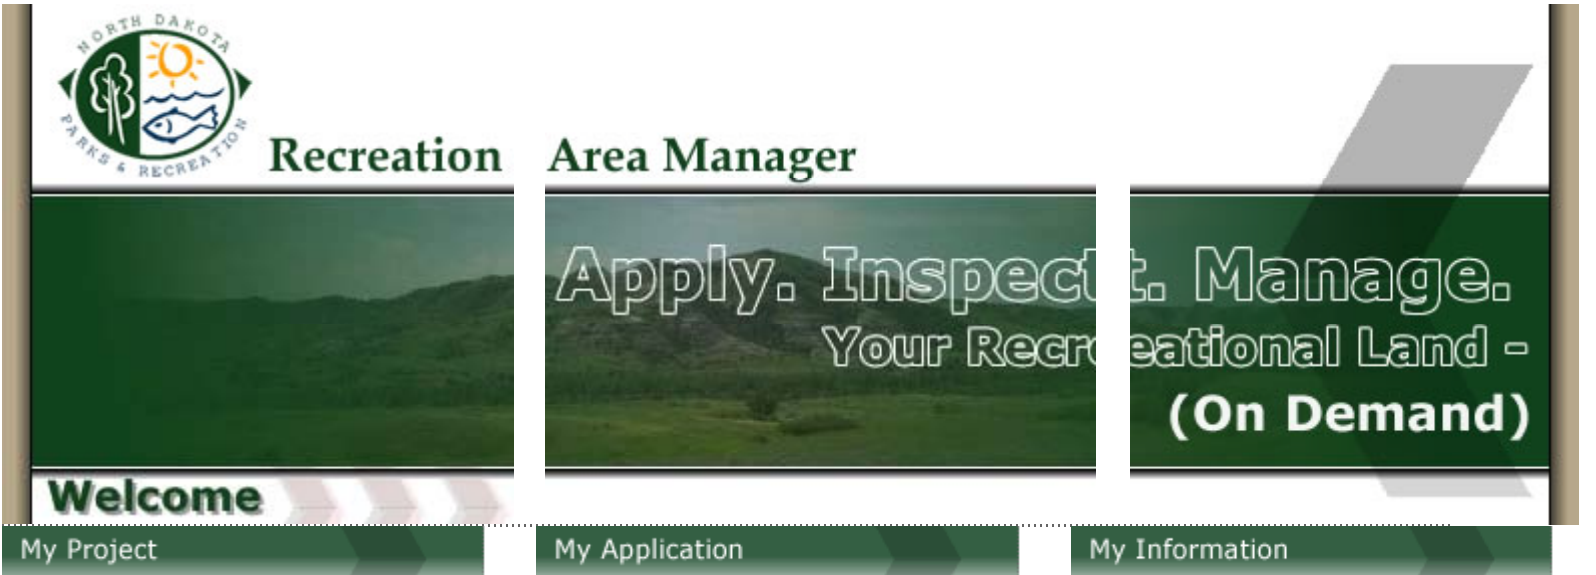 NORTH DAKOTA
PARKS & RECREATION
Recreation Area Manager
Apply. Inspectt. Manage.
Your Recreational Land -
(On Demand)
Welcome
My Project
My Application
My Information